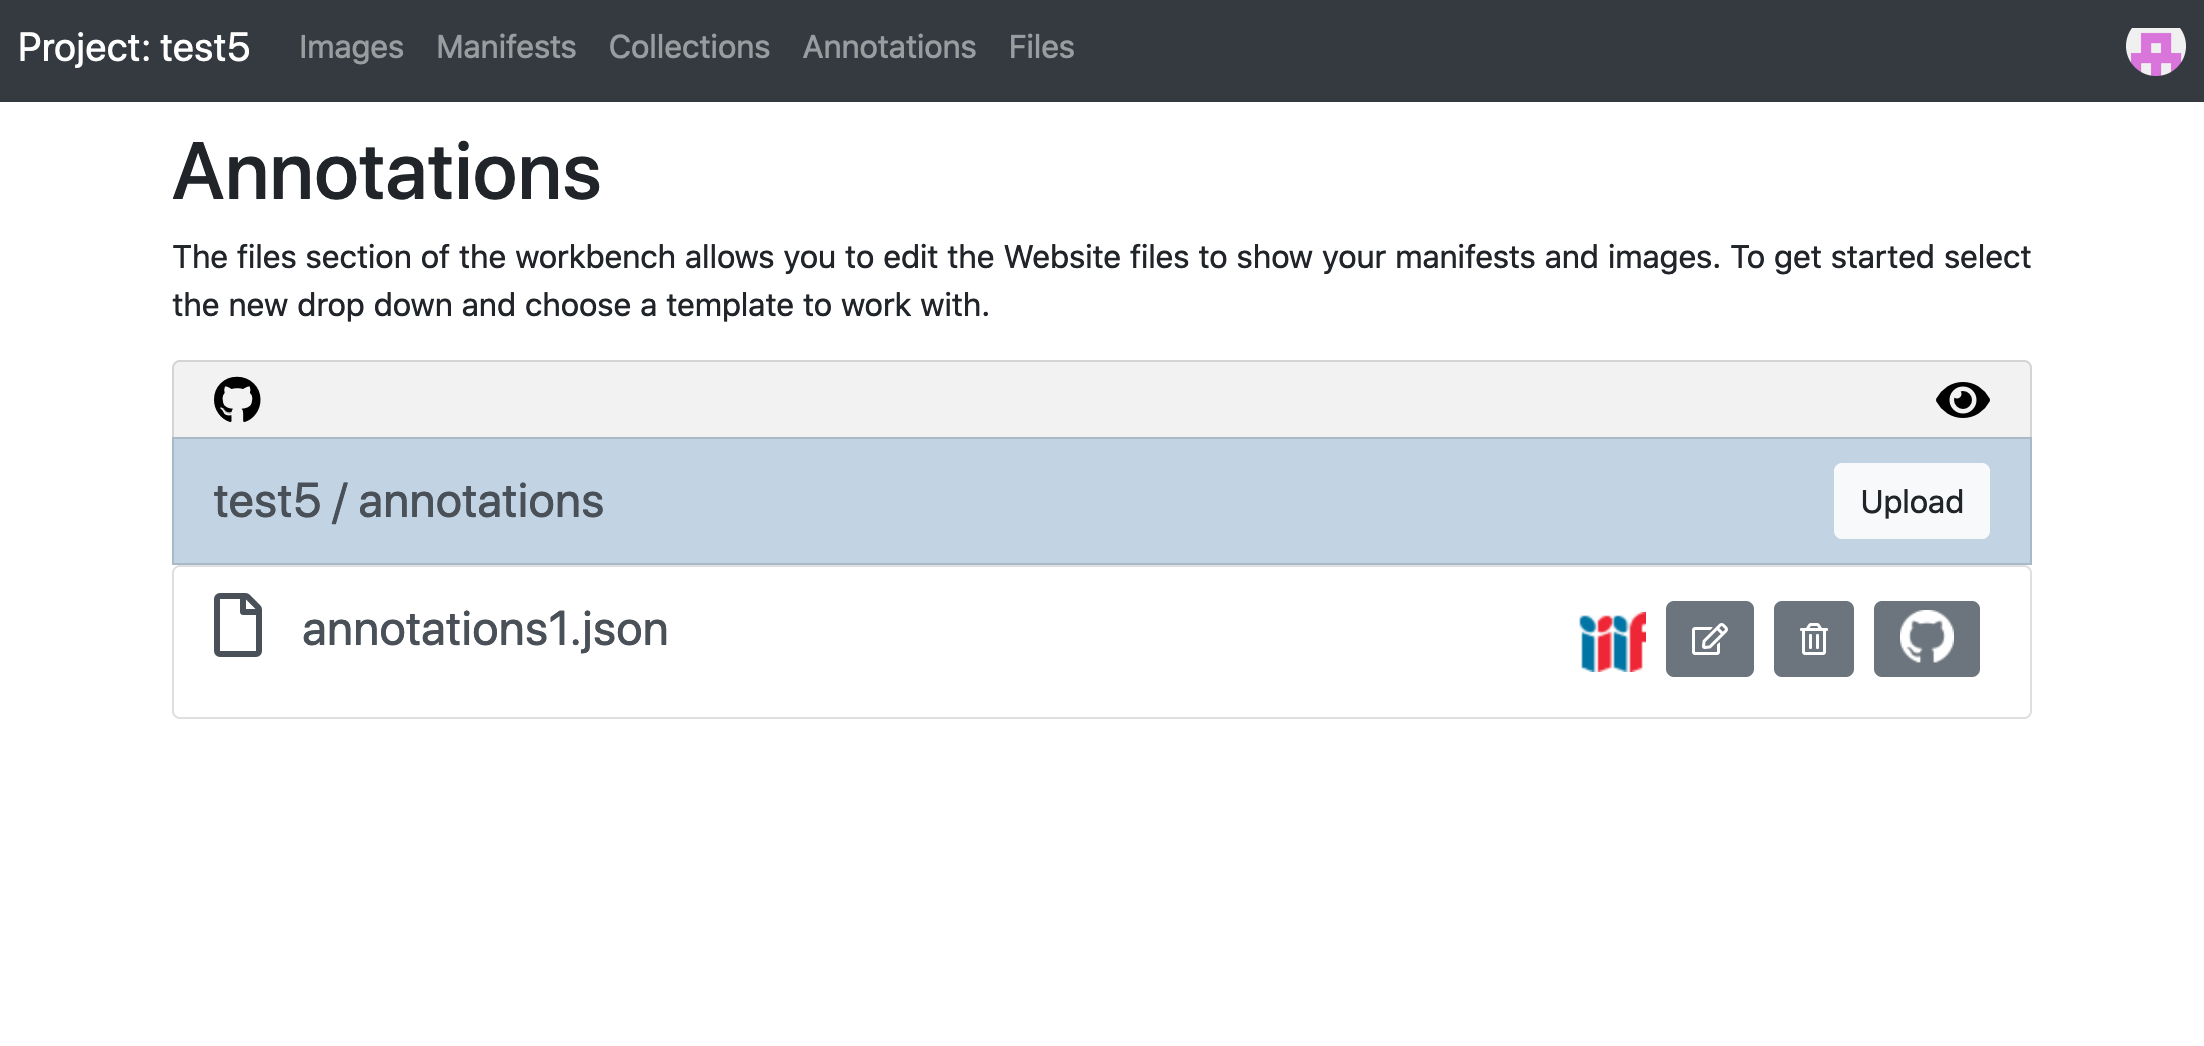 Project: test5 Images Manifests Collections Annotations Files
Annotations
The files section of the workbench allows you to edit the Website files to show your manifests and images. To get started select
the new drop down and choose a template to work with.
test5 / annotations Upload
annotations1.json iiif